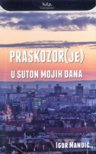 PRASKOZOR(JE)
U SUTON MOJIH DANA
IGOR MANDIĆ